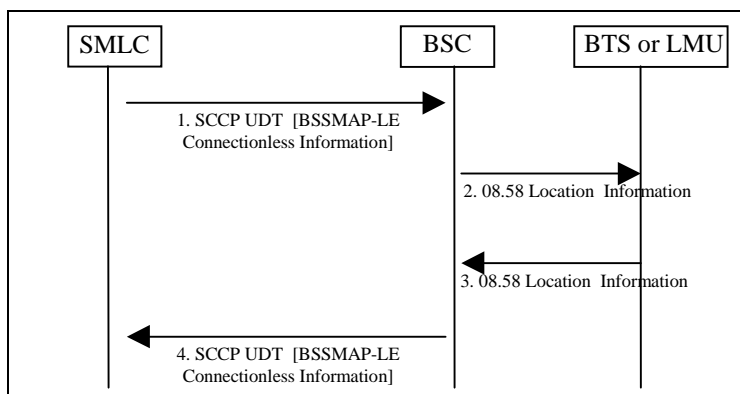 SMLC
BSC
BTS or LMU
1. SCCP UDT [BSSMAP-LE
Connectionless Information]
2. 08.58 Location Information
3. 08.58 Location Information
4. SCCP UDT [BSSMAP-LE
Connectionless Information]